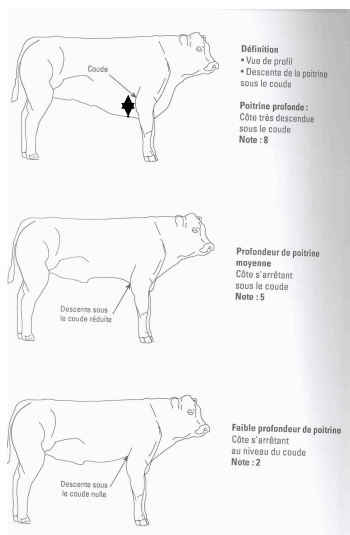 Définition
• Vue de profil
• Descente de la poitrine
sous le coude
Coude
Poitrine profonde :
Côte très descendue
sous le coude
Note : 8
Profondeur de poitrine
moyenne
Côte s'arrêtant
sous le coude
Note : 5
Descente sous
le coude réduite
Faible profondeur de poitrine
Côte s'arrêtant
au niveau du coude
Note : 2
Descente sous
le coude nulle